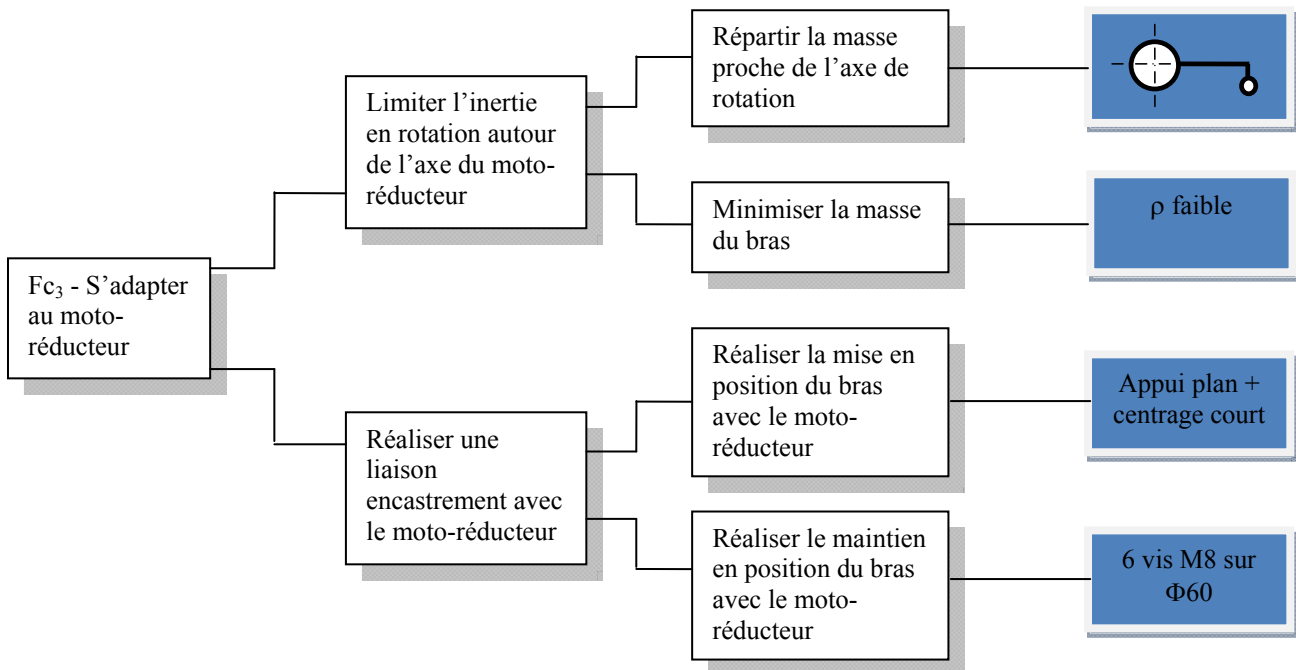 Fc₃ - S’adapter
au moto-
réducteur
Limiter l’inertie
en rotation autour
de l’axe du moto-
réducteur
Répartir la masse
proche de l’axe de
rotation
Minimiser la masse
du bras
ρ faible
Réaliser une
liaison
encastrement avec
le moto-réducteur
Réaliser la mise en
position du bras
avec le moto-
réducteur
Appui plan +
centrage court
Réaliser le maintien
en position du bras
avec le moto-
réducteur
6 vis M8 sur
Φ60